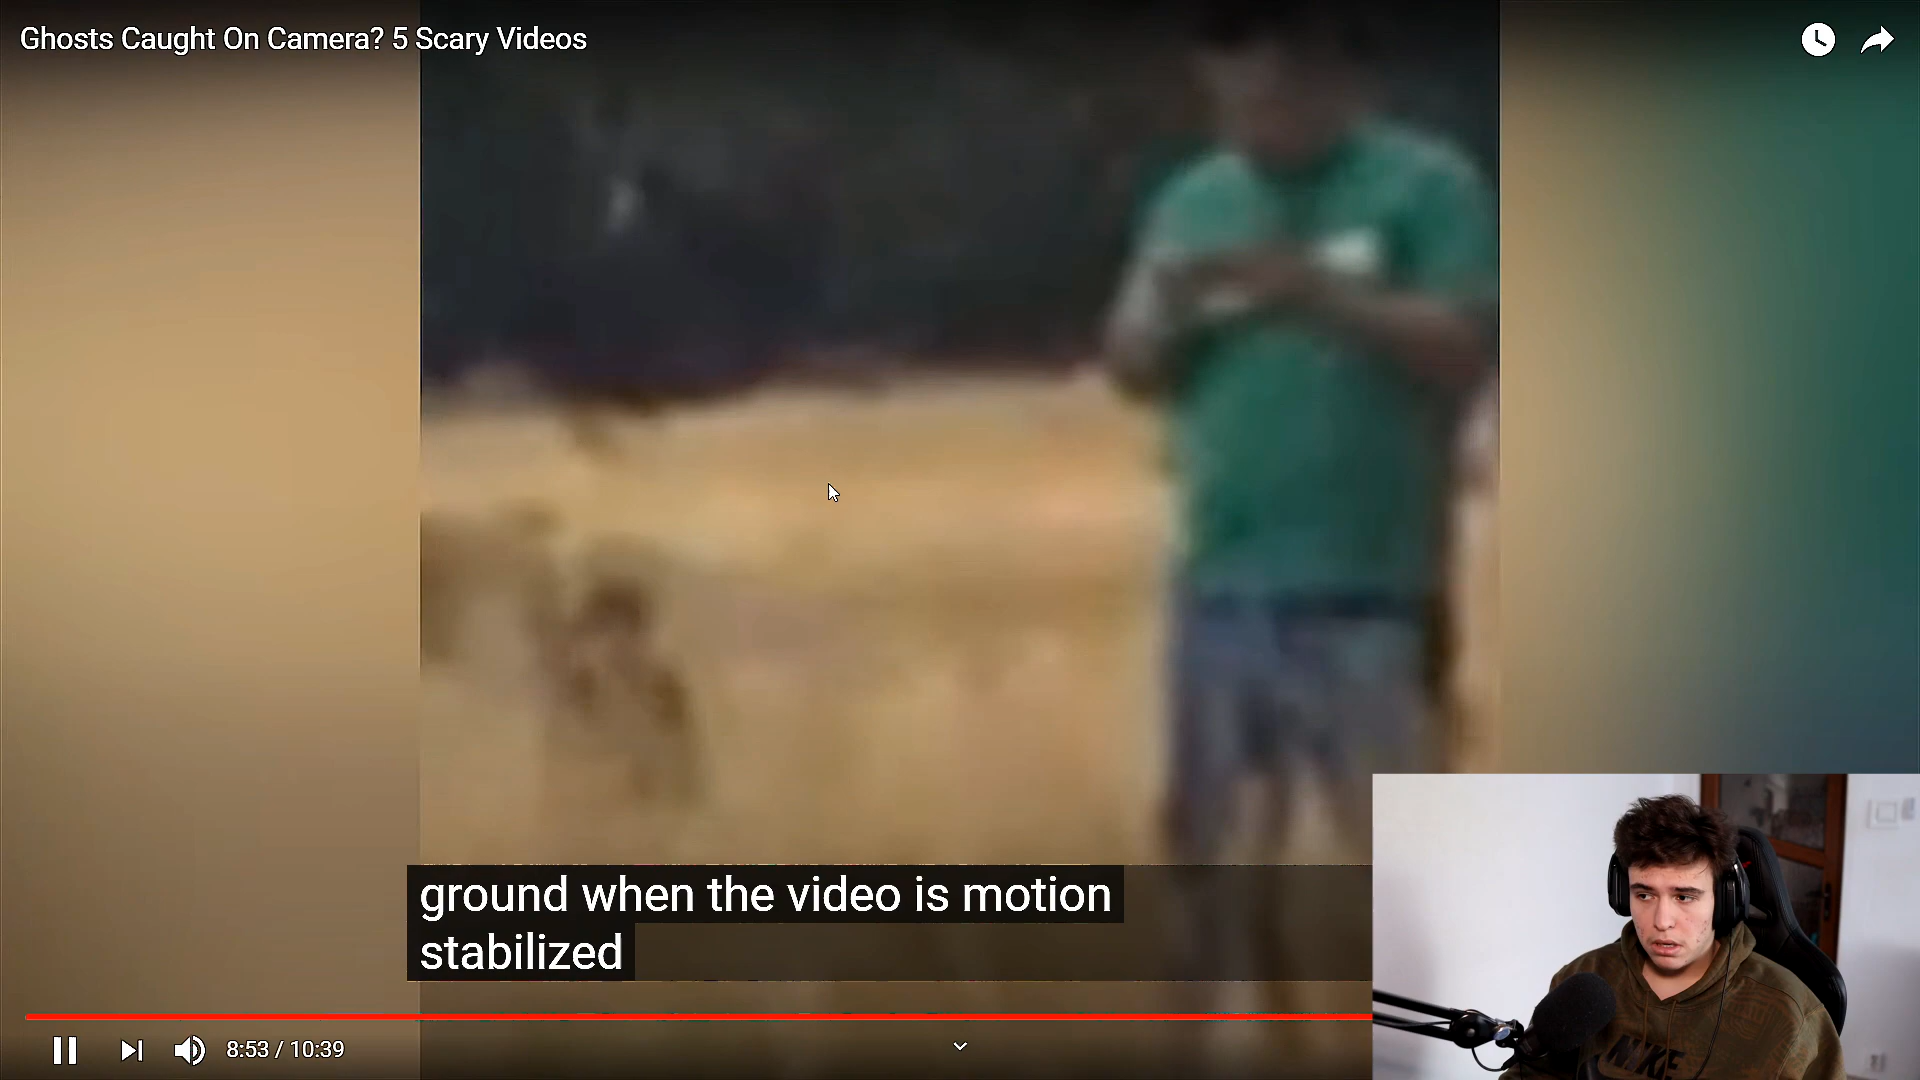 Ghosts Caught On Camera? 5 Scary Videos
ground when the video is motion
stabilized
8:53 / 10:39
NIKE